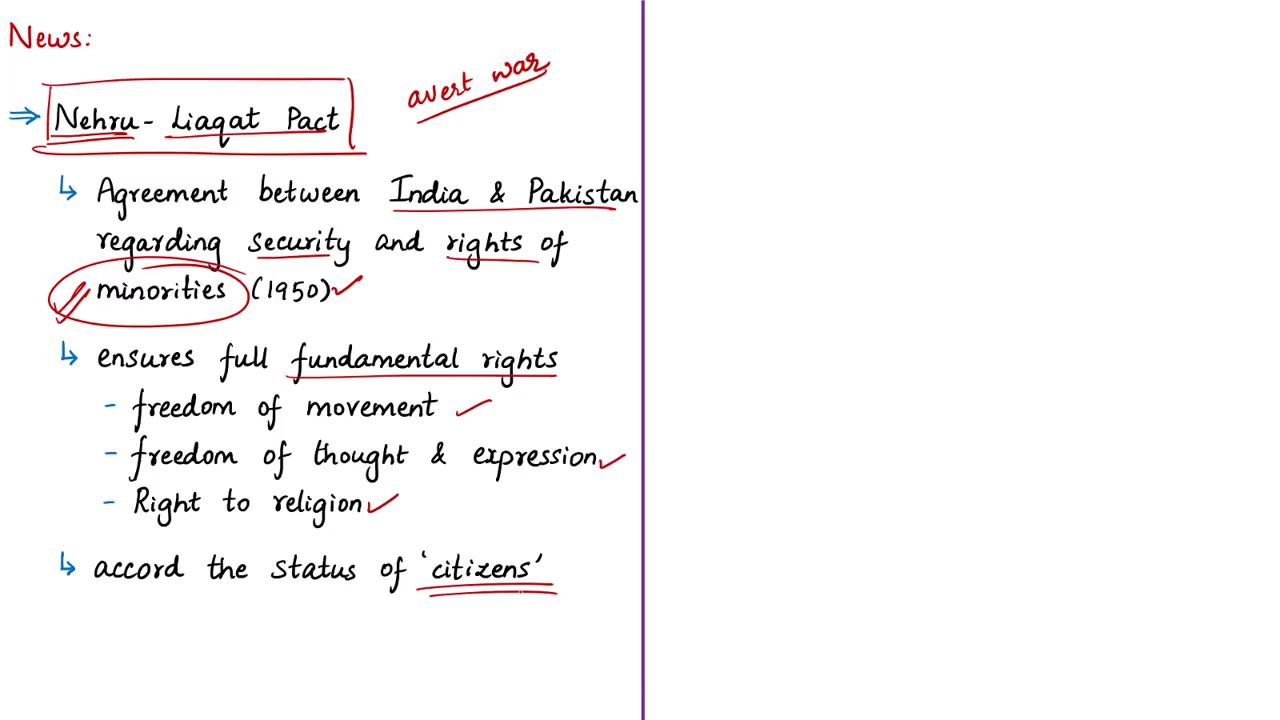 News:
avert war
⇒ Nehru - Liaqat Pact
↳ Agreement between India & Pakistan
regarding security and rights of
minorities (1950)
↳ ensures full fundamental rights
- freedom of movement
- freedom of thought & expression
- Right to religion
↳ accord the status of 'citizens'